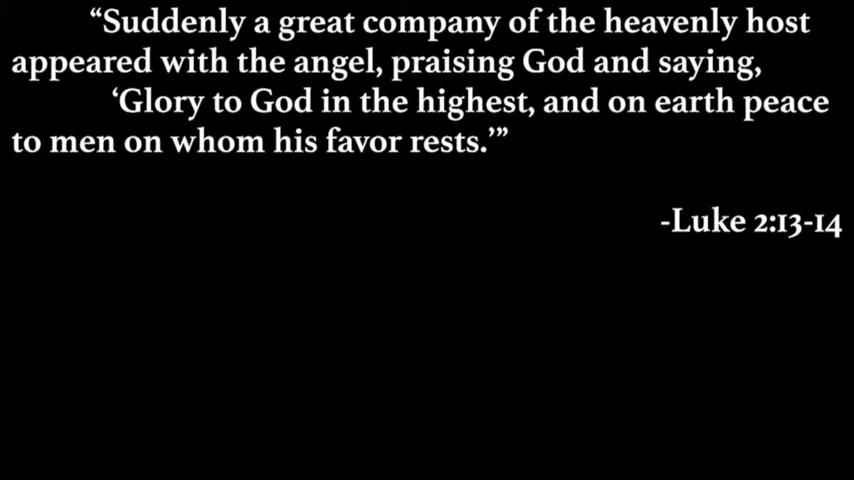 “Suddenly a great company of the heavenly host
appeared with the angel, praising God and saying,
‘Glory to God in the highest, and on earth peace
to men on whom his favor rests.’”
-Luke 2:13-14